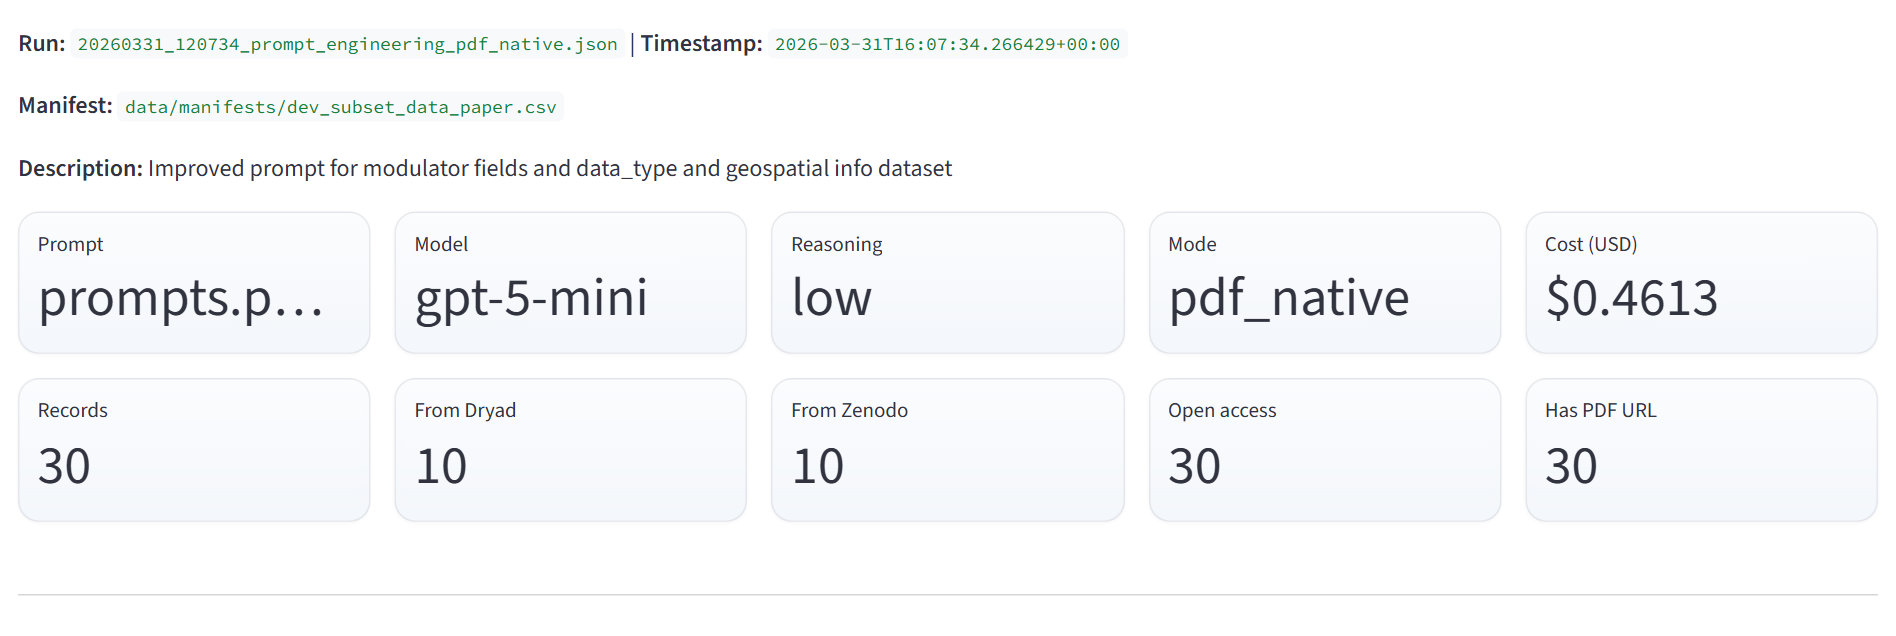 Run: 20260331_120734_prompt_engineering_pdf_native.json | Timestamp: 2026-03-31T16:07:34.266429+00:00
Manifest: data/manifests/dev_subset_data_paper.csv
Description: Improved prompt for modulator fields and data_type and geospatial info dataset
Prompt
prompts.p...
Model
gpt-5-mini
Reasoning
low
Mode
pdf_native
Cost (USD)
$0.4613
Records
30
From Dryad
10
From Zenodo
10
Open access
30
Has PDF URL
30